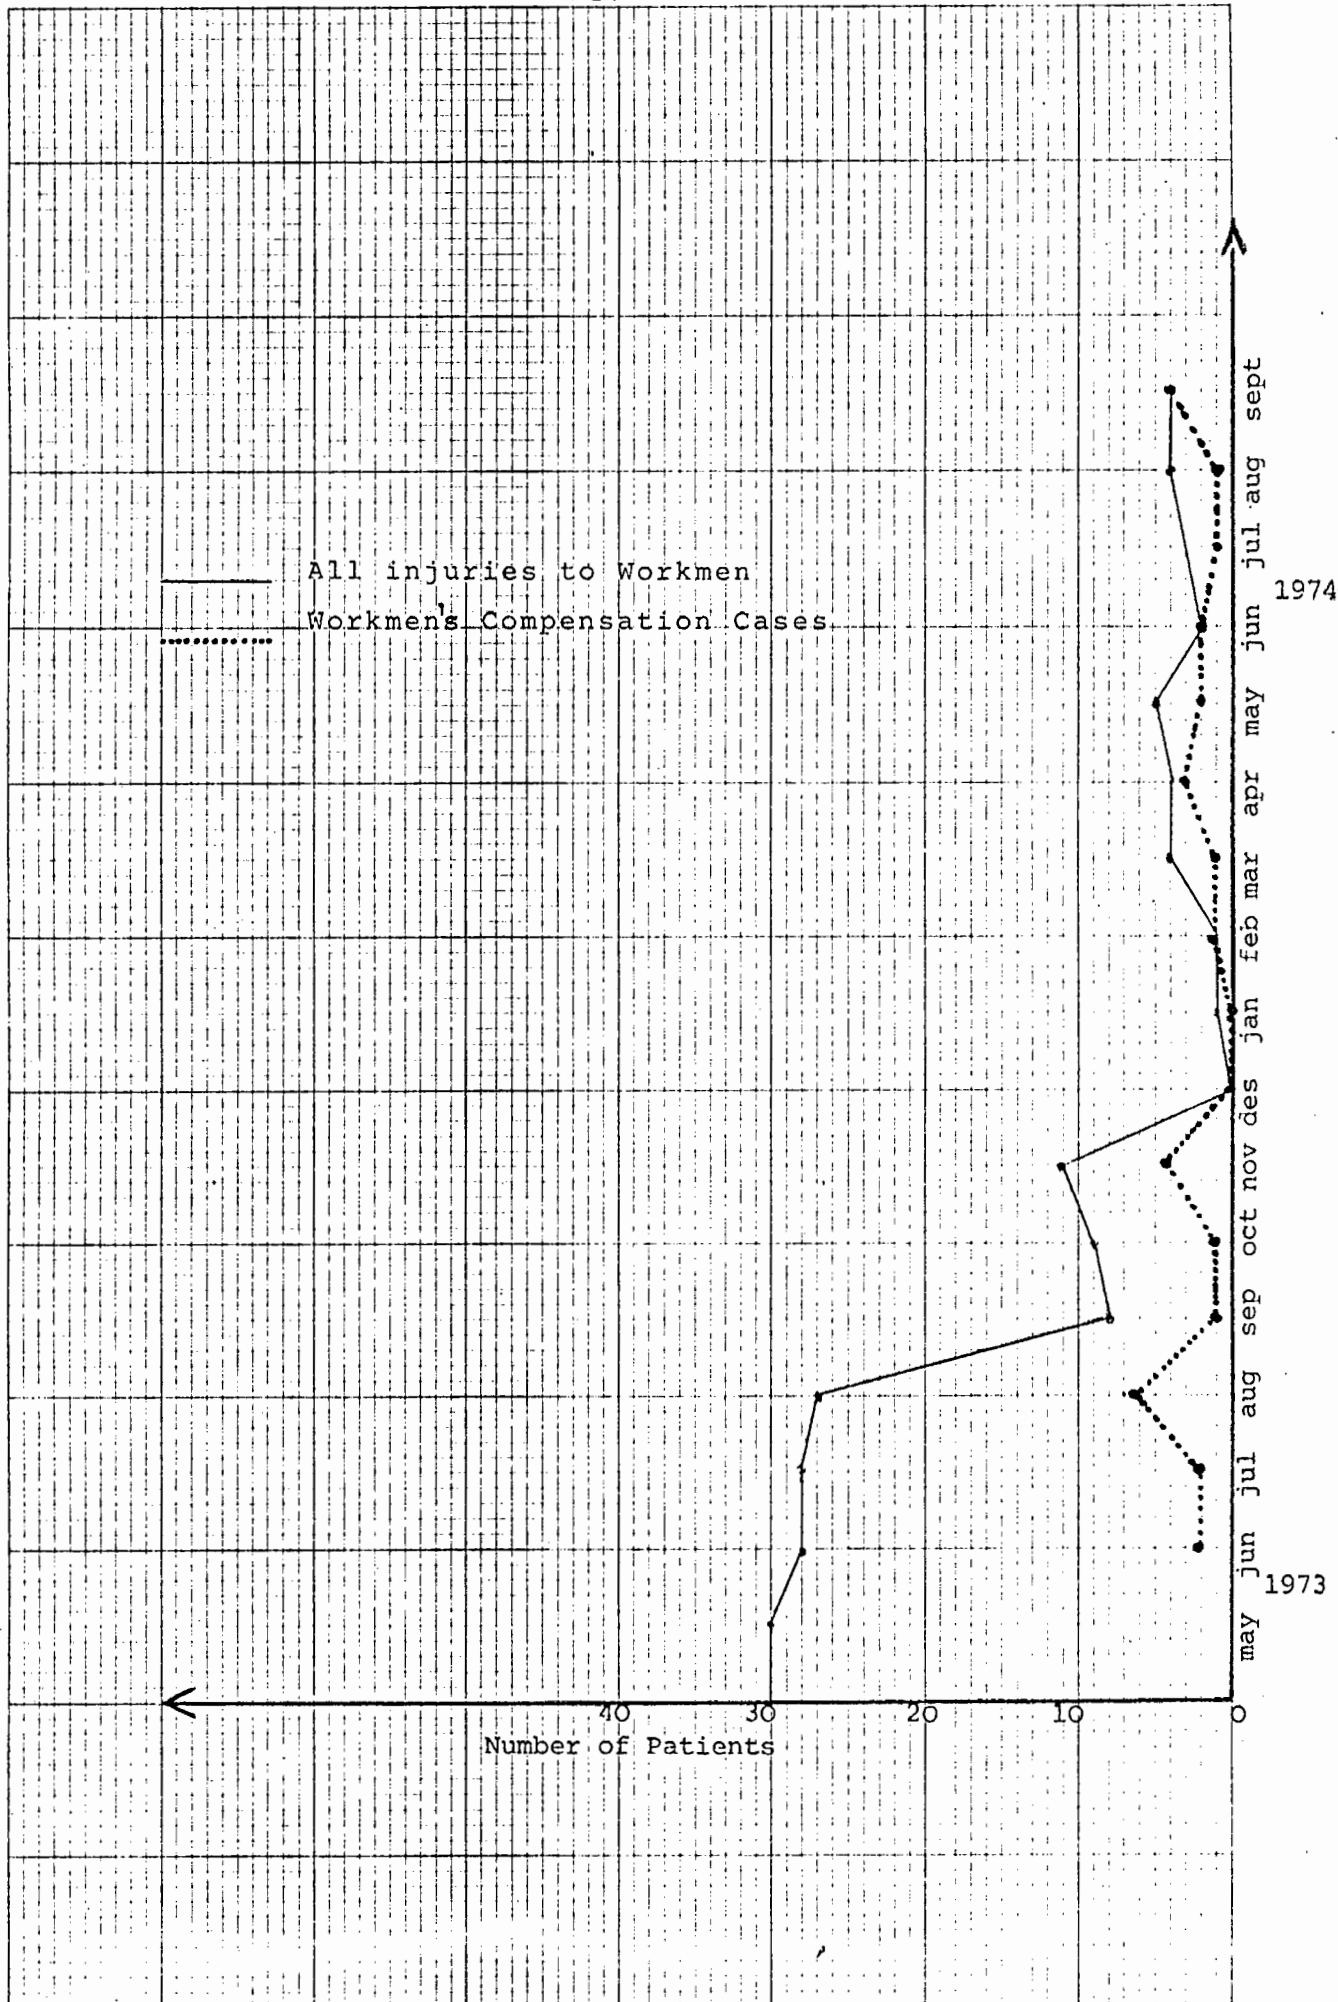 All injuries to Workmen
Workmen's Compensation Cases
40 30 20 10 0
Number of Patients
may jun jul aug sep oct nov des jan feb mar apr may jun jul aug sept
1973
1974